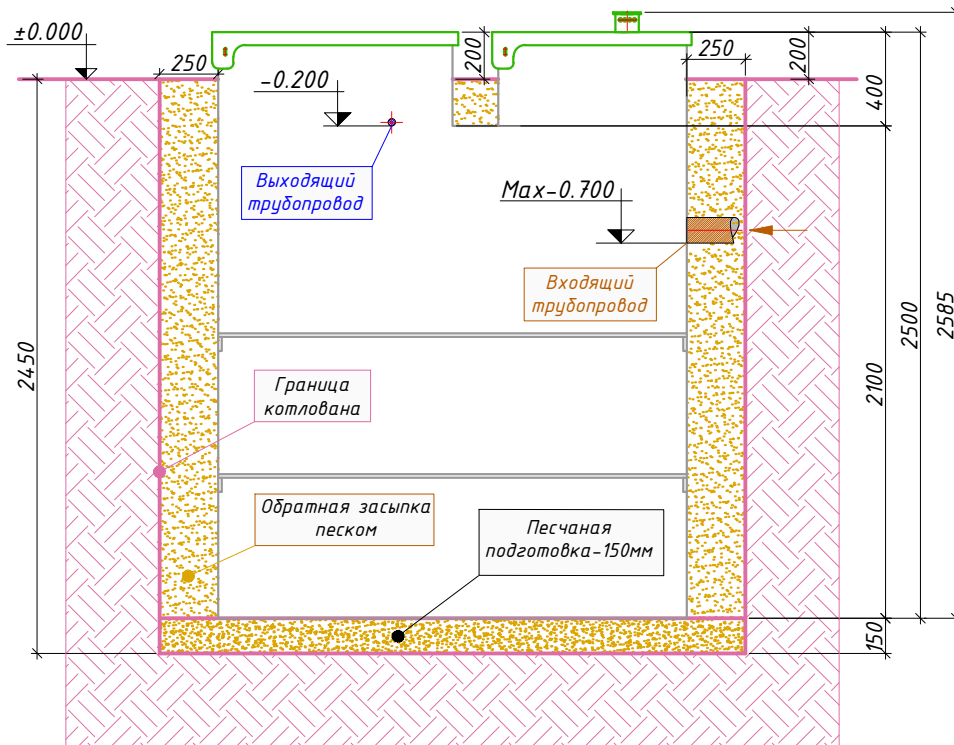 ±0.000
250
200
250
200
400
-0.200
Выходящий
трубопровод
Max-0.700
Входящий
трубопровод
2450
2100
2500
2585
Граница
котлована
Обратная засыпка
песком
Песчаная
подготовка-150мм
150